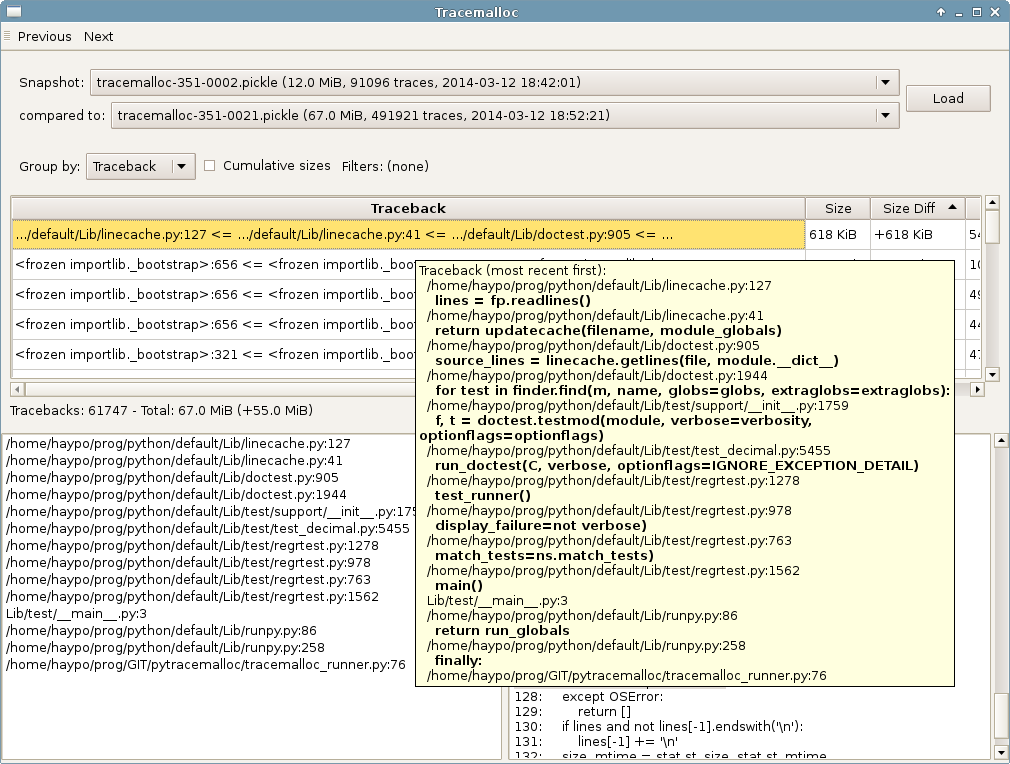 Tracemalloc
Previous Next
Snapshot: tracemalloc-351-0002.pickle (12.0 MiB, 91096 traces, 2014-03-12 18:42:01)
Load
compared to: tracemalloc-351-0021.pickle (67.0 MiB, 491921 traces, 2014-03-12 18:52:21)
Group by: Traceback Cumulative sizes Filters: (none)
Traceback Size Size Diff
.../default/Lib/linecache.py:127 <= .../default/Lib/linecache.py:41 <= .../default/Lib/doctest.py:905 <= ... 618 KiB +618 KiB 54
<frozen importlib._bootstrap>:656 <= <frozen importlib._boot
<frozen importlib._bootstrap>:656 <= <frozen importlib._boot
<frozen importlib._bootstrap>:656 <= <frozen importlib._boot
<frozen importlib._bootstrap>:321 <= <frozen importlib._boot
Tracebacks: 61747 - Total: 67.0 MiB (+55.0 MiB)
Traceback (most recent first):
/home/haypo/prog/python/default/Lib/linecache.py:127
lines = fp.readlines()
/home/haypo/prog/python/default/Lib/linecache.py:41
return updatecache(filename, module_globals)
/home/haypo/prog/python/default/Lib/doctest.py:905
source_lines = linecache.getlines(file, module.__dict__)
/home/haypo/prog/python/default/Lib/doctest.py:1944
for test in finder.find(m, name, globs=globs, extraglobs=extraglobs):
/home/haypo/prog/python/default/Lib/test/support/__init__.py:1759
f, t = doctest.testmod(module, verbose=verbosity,
optionflags=optionflags)
/home/haypo/prog/python/default/Lib/test/test_decimal.py:5455
run_doctest(C, verbose, optionflags=IGNORE_EXCEPTION_DETAIL)
/home/haypo/prog/python/default/Lib/test/regrtest.py:1278
test_runner()
/home/haypo/prog/python/default/Lib/test/regrtest.py:978
display_failure=not verbose)
/home/haypo/prog/python/default/Lib/test/regrtest.py:763
match_tests=ns.match_tests)
/home/haypo/prog/python/default/Lib/test/regrtest.py:1562
main()
Lib/test/__main__.py:3
/home/haypo/prog/python/default/Lib/runpy.py:86
return run_globals
/home/haypo/prog/python/default/Lib/runpy.py:258
finally:
/home/haypo/prog/GIT/pytracemalloc/tracemalloc_runner.py:76
/home/haypo/prog/python/default/Lib/linecache.py:127
/home/haypo/prog/python/default/Lib/linecache.py:41
/home/haypo/prog/python/default/Lib/doctest.py:905
/home/haypo/prog/python/default/Lib/doctest.py:1944
/home/haypo/prog/python/default/Lib/test/support/__init__.py:175
/home/haypo/prog/python/default/Lib/test/test_decimal.py:5455
/home/haypo/prog/python/default/Lib/test/regrtest.py:1278
/home/haypo/prog/python/default/Lib/test/regrtest.py:978
/home/haypo/prog/python/default/Lib/test/regrtest.py:763
/home/haypo/prog/python/default/Lib/test/regrtest.py:1562
Lib/test/__main__.py:3
/home/haypo/prog/python/default/Lib/runpy.py:86
/home/haypo/prog/python/default/Lib/runpy.py:258
/home/haypo/prog/GIT/pytracemalloc/tracemalloc_runner.py:76
128: except OSError:
129: return []
130: if lines and not lines[-1].endswith('\n'):
131: lines[-1] += '\n'
132: size, mtime = stat.st_size, stat.st_mtime